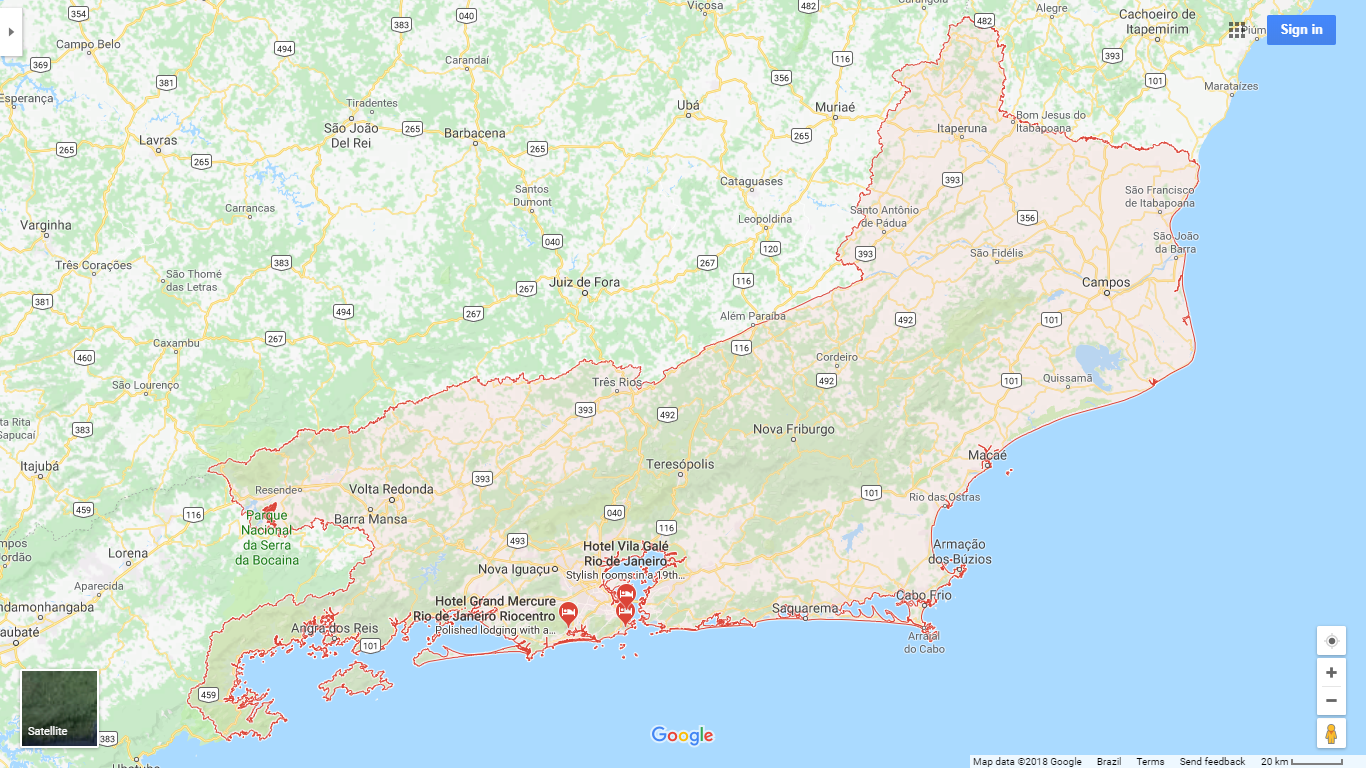 354
040
383
Viçosa
482
Carangola
482
Alegre
Cachoeiro de
Itapemirim
Piúm
Sign in
Campo Belo
494
Carandaí
116
393
369
381
356
101
Marataízes
Esperança
Tiradentes
Ubá
Muriaé
São João
Del Rei
265
Barbacena
265
265
Itaperuna
Bom Jesus do
Itabapoana
Lavras
265
265
Santos
Dumont
Cataguases
393
São Francisco
de Itabapoana
Carrancas
Leopoldina
Santo Antônio
de Pádua
356
Varginha
040
120
393
São Fidélis
São João
da Barra
Três Corações
383
267
São Thomé
das Letras
Juiz de Fora
116
Campos
381
494
267
267
Além Paraíba
492
101
Caxambu
267
116
460
Cordeiro
São Lourenço
Três Rios
492
101
Quissamã
ta Rita
Sapucaí
383
393
492
Nova Friburgo
Itajubá
Teresópolis
Macaé
Resende
Volta Redonda
393
101
Rio das Ostras
459
116
Parque
Nacional
da Serra
da Bocaina
Barra Mansa
040
116
mpos
ordão
Lorena
493
Hotel Vila Galé
Rio de Janeiro
Stylish rooms in a 19th...
Armação
dos Búzios
Nova Iguaçu
Aparecida
Hotel Grand Mercure
Rio de Janeiro Riocentro
Polished lodging with a...
Saquarema
Cabo Frio
ndamonhangaba
aubaté
Angra dos Reis
101
Arraial
do Cabo
459
Satellite
383
Google
Ubatuba
Map data ©2018 Google Brazil Terms Send feedback 20 km